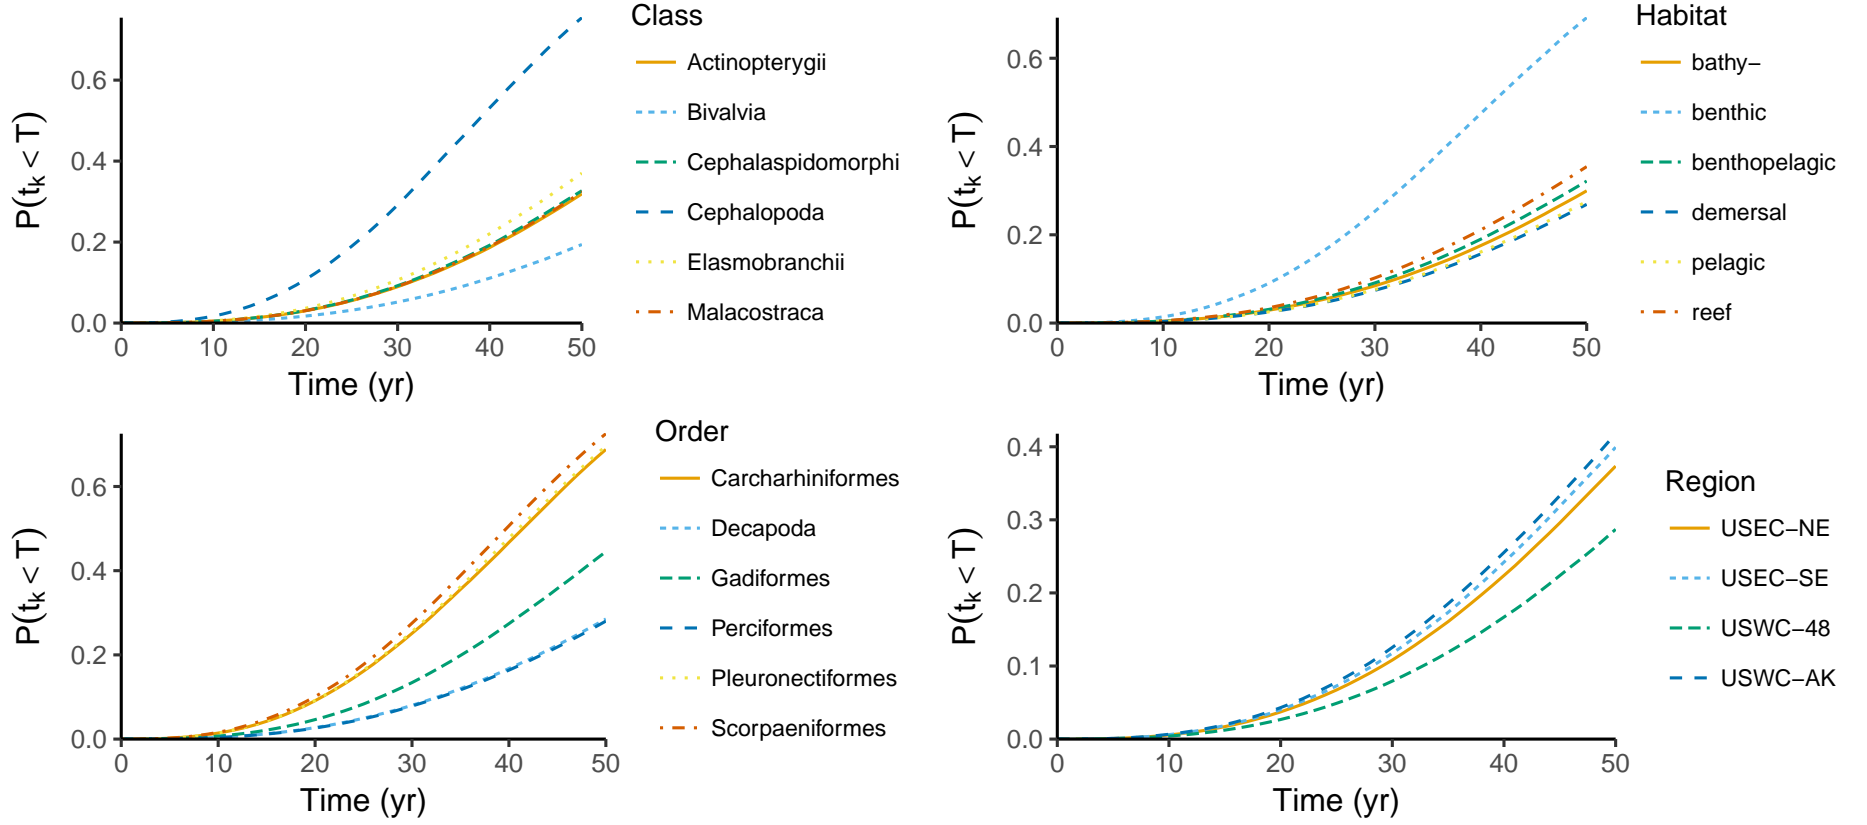 Class
Actinopterygii
Bivalvia
Cephalaspidomorphi
Cephalopoda
Elasmobranchii
Malacostraca
P(tk < T)
0.6
0.4
0.2
0.0
0 10 20 30 40 50
Time (yr)
Habitat
bathy−
benthic
benthopelagic
demersal
pelagic
reef
P(tk < T)
0.6
0.4
0.2
0.0
0 10 20 30 40 50
Time (yr)
Order
Carcharhiniformes
Decapoda
Gadiformes
Perciformes
Pleuronectiformes
Scorpaeniformes
P(tk < T)
0.6
0.4
0.2
0.0
0 10 20 30 40 50
Time (yr)
Region
USEC−NE
USEC−SE
USWC−48
USWC−AK
P(tk < T)
0.4
0.3
0.2
0.1
0.0
0 10 20 30 40 50
Time (yr)